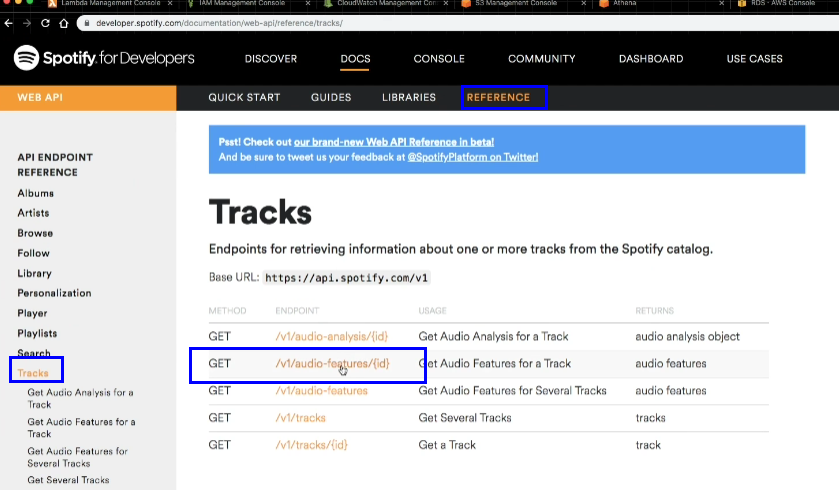 Lambda Management Console
IAM Management Console
CloudWatch Management Con
S3 Management Console
Athena
RDS · AWS Console
developer.spotify.com/documentation/web-api/reference/tracks/
Spotify for Developers
DISCOVER
DOCS
CONSOLE
COMMUNITY
DASHBOARD
USE CASES
WEB API
QUICK START
GUIDES
LIBRARIES
REFERENCE
API ENDPOINT
REFERENCE
Albums
Artists
Browse
Follow
Library
Personalization
Player
Playlists
Search
Tracks
Get Audio Analysis for a
Track
Get Audio Features for a
Track
Get Audio Features for
Several Tracks
Get Several Tracks
Psst! Check out our brand-new Web API Reference in beta!
And be sure to tweet us your feedback at @SpotifyPlatform on Twitter!
Tracks
Endpoints for retrieving information about one or more tracks from the Spotify catalog.
Base URL: https://api.spotify.com/v1
METHOD ENDPOINT USAGE RETURNS
GET /v1/audio-analysis/{id} Get Audio Analysis for a Track audio analysis object
GET /v1/audio-features/{id} Get Audio Features for a Track audio features
GET /v1/audio-features Get Audio Features for Several Tracks audio features
GET /v1/tracks Get Several Tracks tracks
GET /v1/tracks/{id} Get a Track track